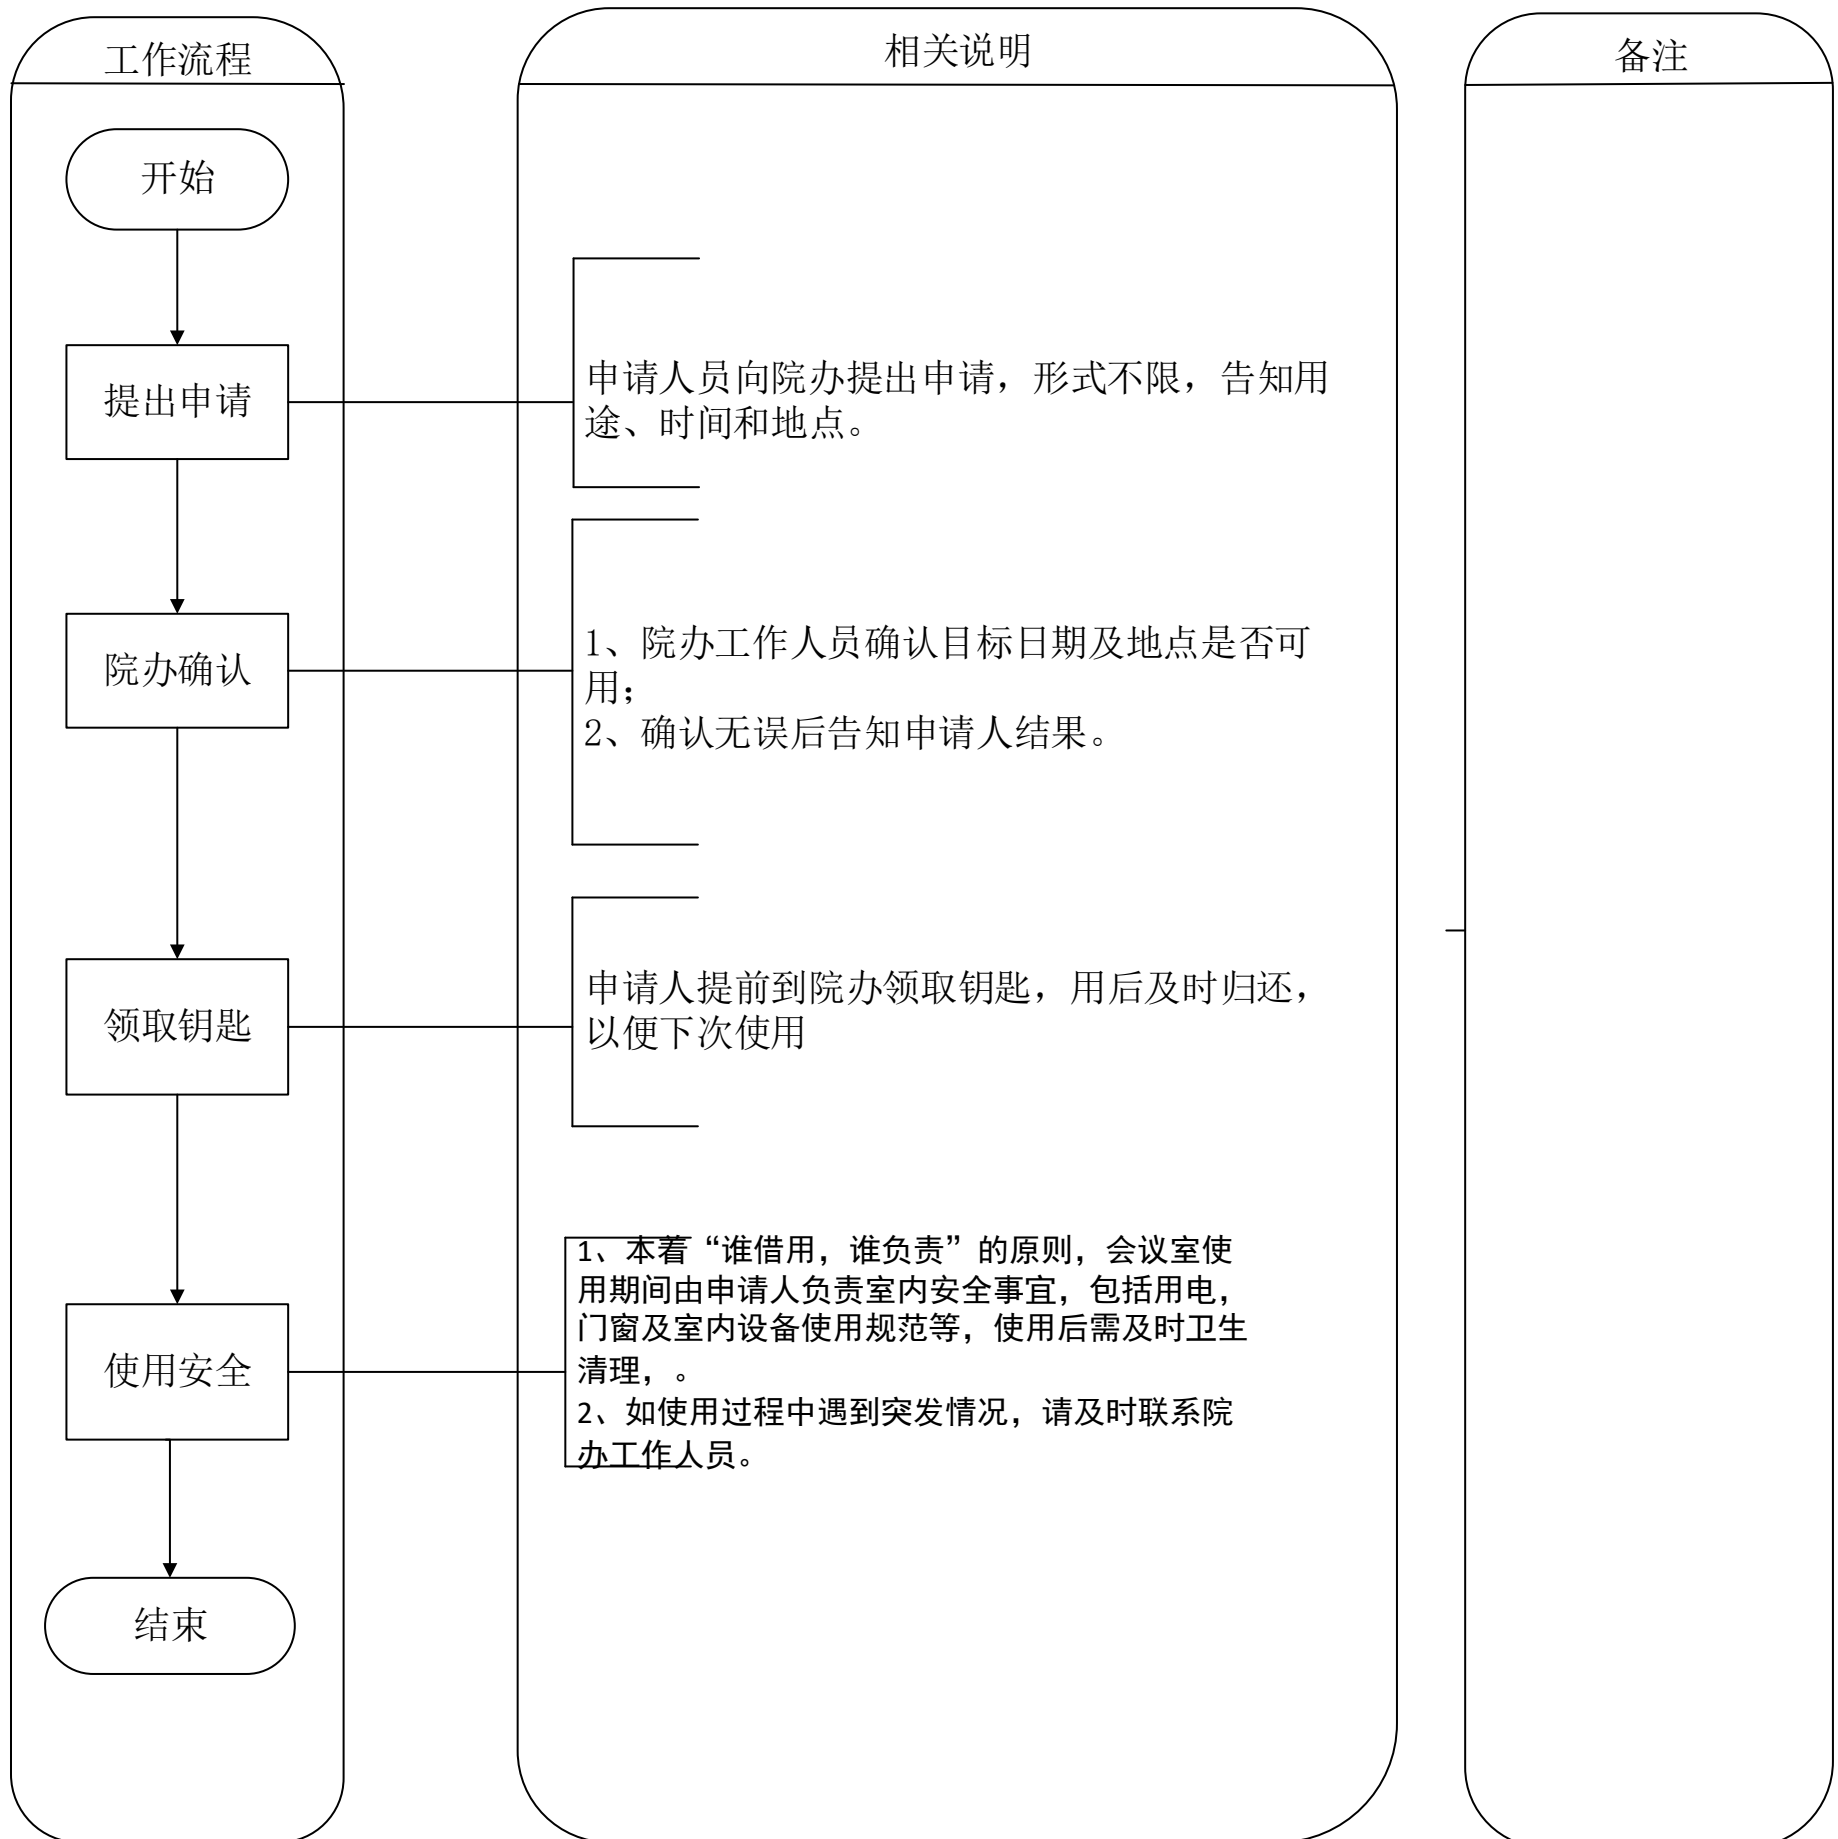 工作流程
相关说明
备注
开始
提出申请
申请人员向院办提出申请，形式不限，告知用
途、时间和地点。
院办确认
1、院办工作人员确认目标日期及地点是否可
用；
2、确认无误后告知申请人结果。
领取钥匙
申请人提前到院办领取钥匙，用后及时归还，
以便下次使用
使用安全
1、本着“谁借用，谁负责”的原则，会议室使
用期间由申请人负责室内安全事宜，包括用电，
门窗及室内设备使用规范等，使用后需及时卫生
清理，。
2、如使用过程中遇到突发情况，请及时联系院
办工作人员。
结束